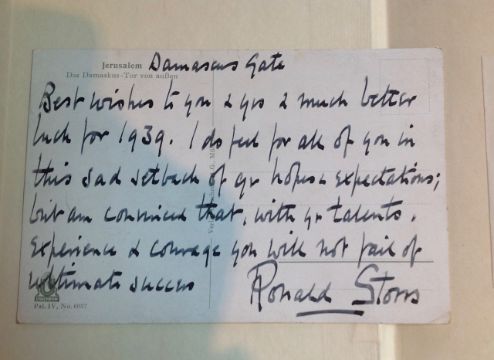 Jerusalem Damascus Gate
Das Damaskus-Tor von außen
Best wishes to you & yrs & much better
luck for 1939. I do feel for all of you in
this sad setback of yr hopes & expectations;
but am convinced that, with yr talents,
experience & courage you will not fail of
ultimate success
Ronald Storrs
Pal. IV, No. 6037